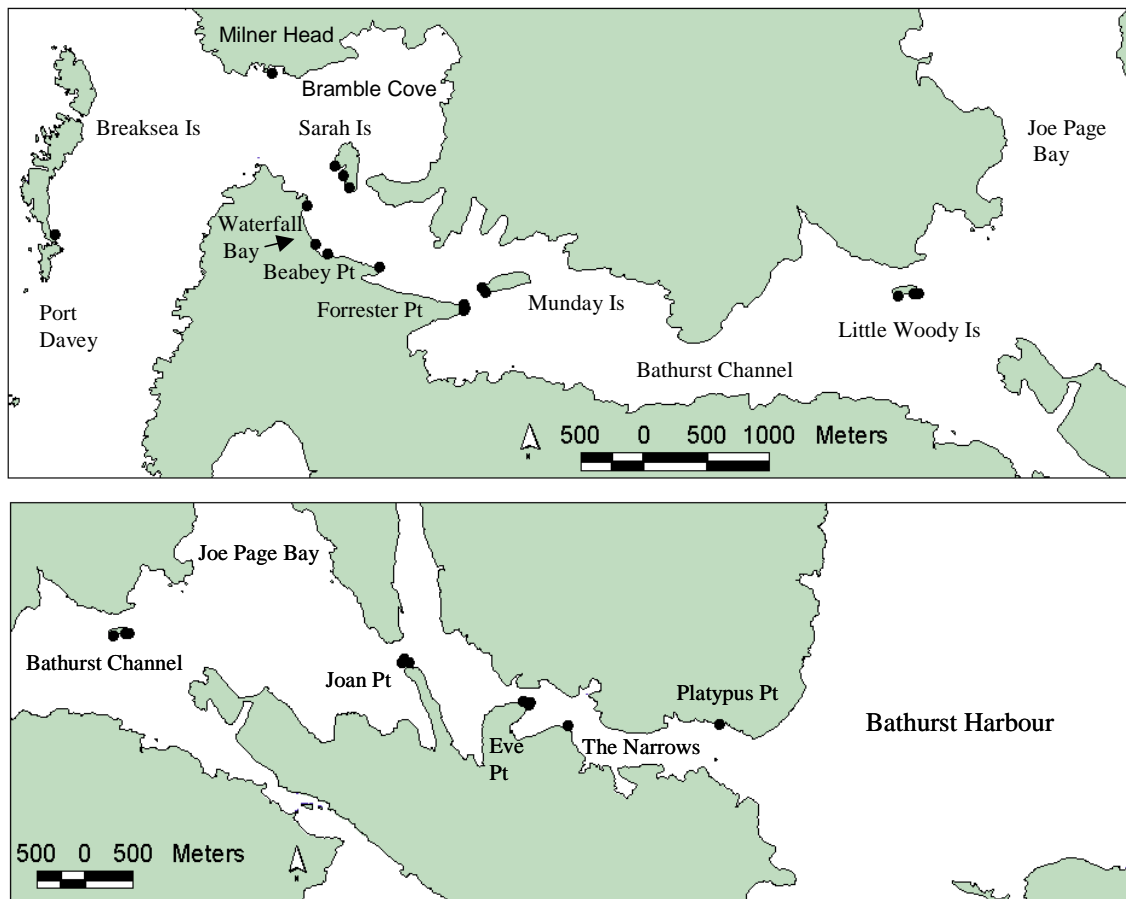 Milner Head
Bramble Cove
Breaksea Is
Sarah Is
Joe Page
Bay
Waterfall
Bay
Beabey Pt
Forrester Pt
Munday Is
Port
Davey
Little Woody Is
Bathurst Channel
500 0 500 1000 Meters
N
Joe Page Bay
Bathurst Channel
Joan Pt
Platypus Pt
Bathurst Harbour
Eve
Pt
The Narrows
500 0 500 Meters
N